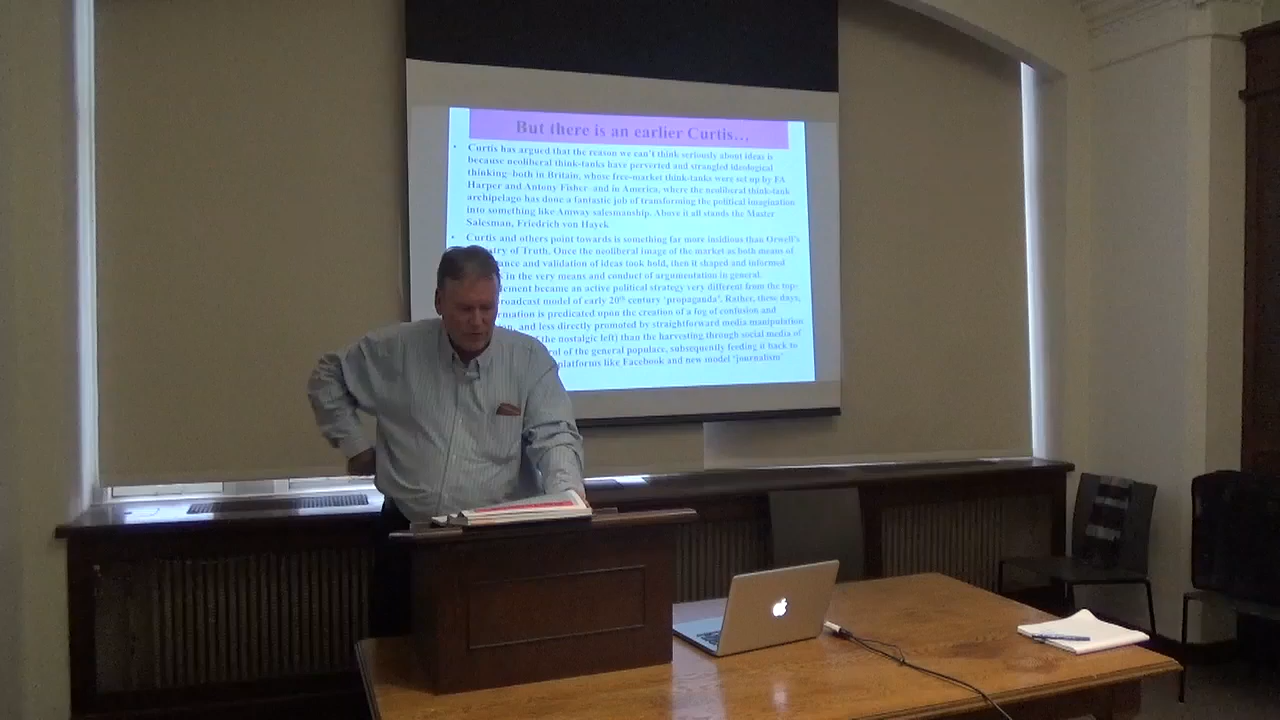 But there is an earlier Curtis…
• Curtis has argued that the reason we can't think seriously about ideas is
because neoliberal think-tanks have perverted and strangled ideological
thinking–both in Britain, whose free-market think-tanks were set up by FA
Harper and Antony Fisher–and in America, where the neoliberal think-tank
archipelago has done a fantastic job of transforming the political imagination
into something like Amway salesmanship. Above it all stands the Master
Salesman, Friedrich von Hayek
• Curtis and others point towards is something far more insidious than Orwell's
stry of Truth. Once the neoliberal image of the market as both means of
ance and validation of ideas took hold, then it shaped and informed
in the very means and conduct of argumentation in general.
lement became an active political strategy very different from the top-
roadcast model of early 20th century 'propaganda'. Rather, these days,
ormation is predicated upon the creation of a fog of confusion and
on, and less directly promoted by straightforward media manipulation
the nostalgic left) than the harvesting through social media of
rol of the general populace, subsequently feeding it back to
platforms like Facebook and new model 'journalism'